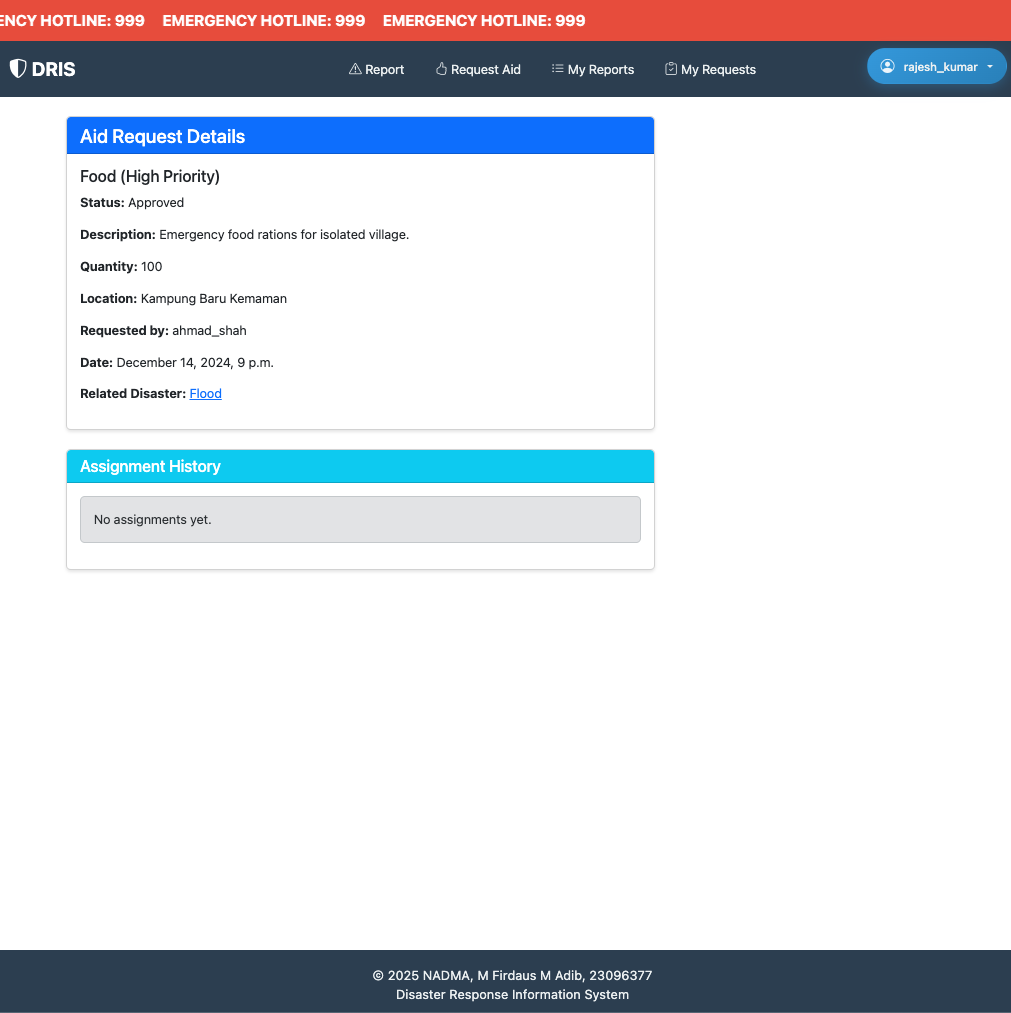 ENCY HOTLINE: 999 EMERGENCY HOTLINE: 999 EMERGENCY HOTLINE: 999
DRIS Report Request Aid My Reports My Requests rajesh_kumar
Aid Request Details
Food (High Priority)
Status: Approved
Description: Emergency food rations for isolated village.
Quantity: 100
Location: Kampung Baru Kemaman
Requested by: ahmad_shah
Date: December 14, 2024, 9 p.m.
Related Disaster: Flood
Assignment History
No assignments yet.
© 2025 NADMA, M Firdaus M Adib, 23096377
Disaster Response Information System